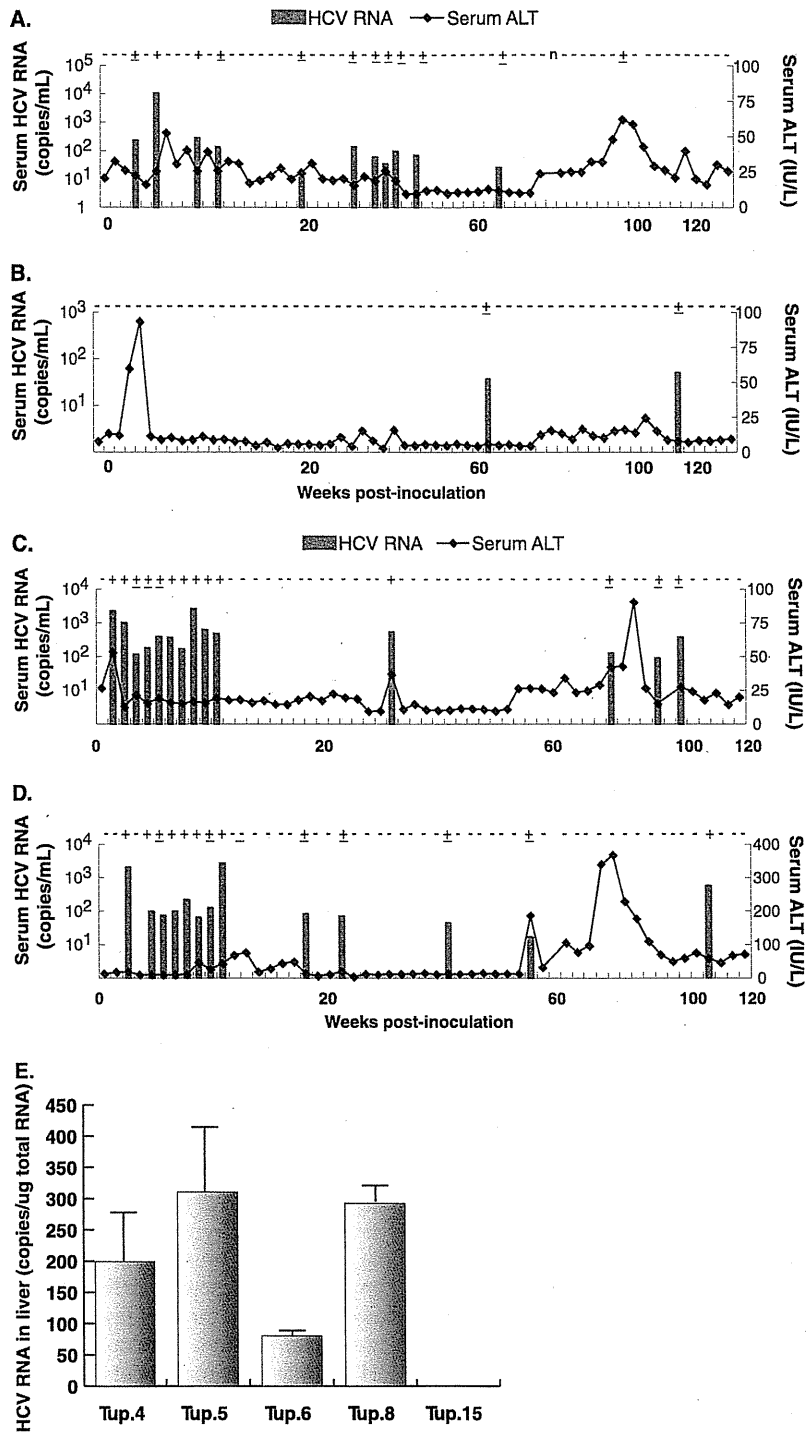 A.
HCV RNA Serum ALT
Serum HCV RNA
(copies/mL)
10⁵
10⁴
10³
10²
10¹
1
100
75
50
25
0
Serum ALT (IU/L)
n
0 20 60 100 120
B.
Serum HCV RNA
(copies/mL)
10³
10²
10¹
100
75
50
25
0
Serum ALT (IU/L)
0 20 60 100 120
Weeks post-inoculation
C.
HCV RNA Serum ALT
Serum HCV RNA
(copies/mL)
10⁴
10³
10²
10¹
100
75
50
25
0
Serum ALT (IU/L)
0 20 60 100 120
D.
Serum HCV RNA
(copies/mL)
10⁴
10³
10²
10¹
400
300
200
100
0
Serum ALT (IU/L)
0 20 60 100 120
Weeks post-inoculation
E.
HCV RNA in liver (copies/ug total RNA)
450
400
350
300
250
200
150
100
50
0
Tup.4 Tup.5 Tup.6 Tup.8 Tup.15